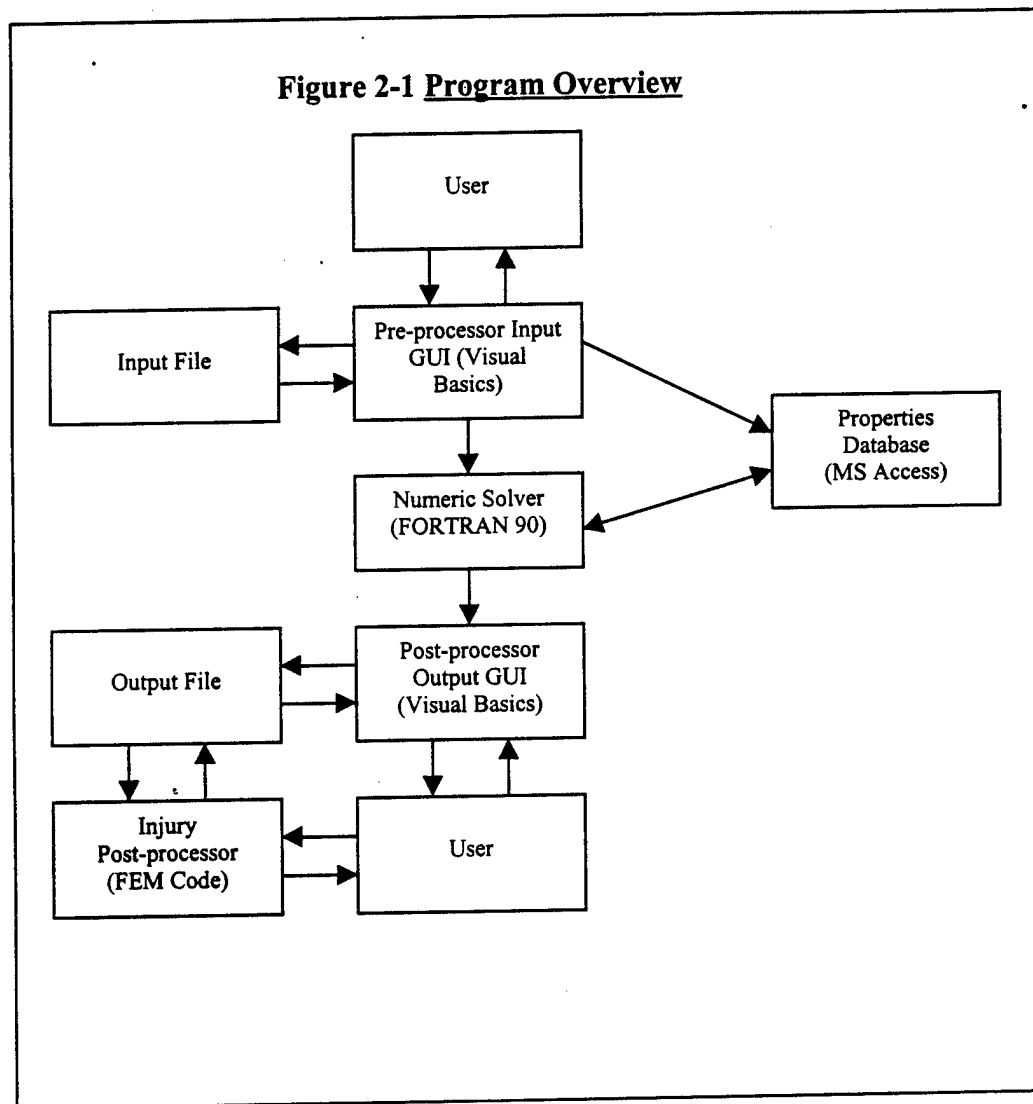 Figure 2-1 Program Overview
User
Pre-processor Input
GUI (Visual
Basics)
Input File
Properties
Database
(MS Access)
Numeric Solver
(FORTRAN 90)
Post-processor
Output GUI
(Visual Basics)
Output File
Injury
Post-processor
(FEM Code)
User